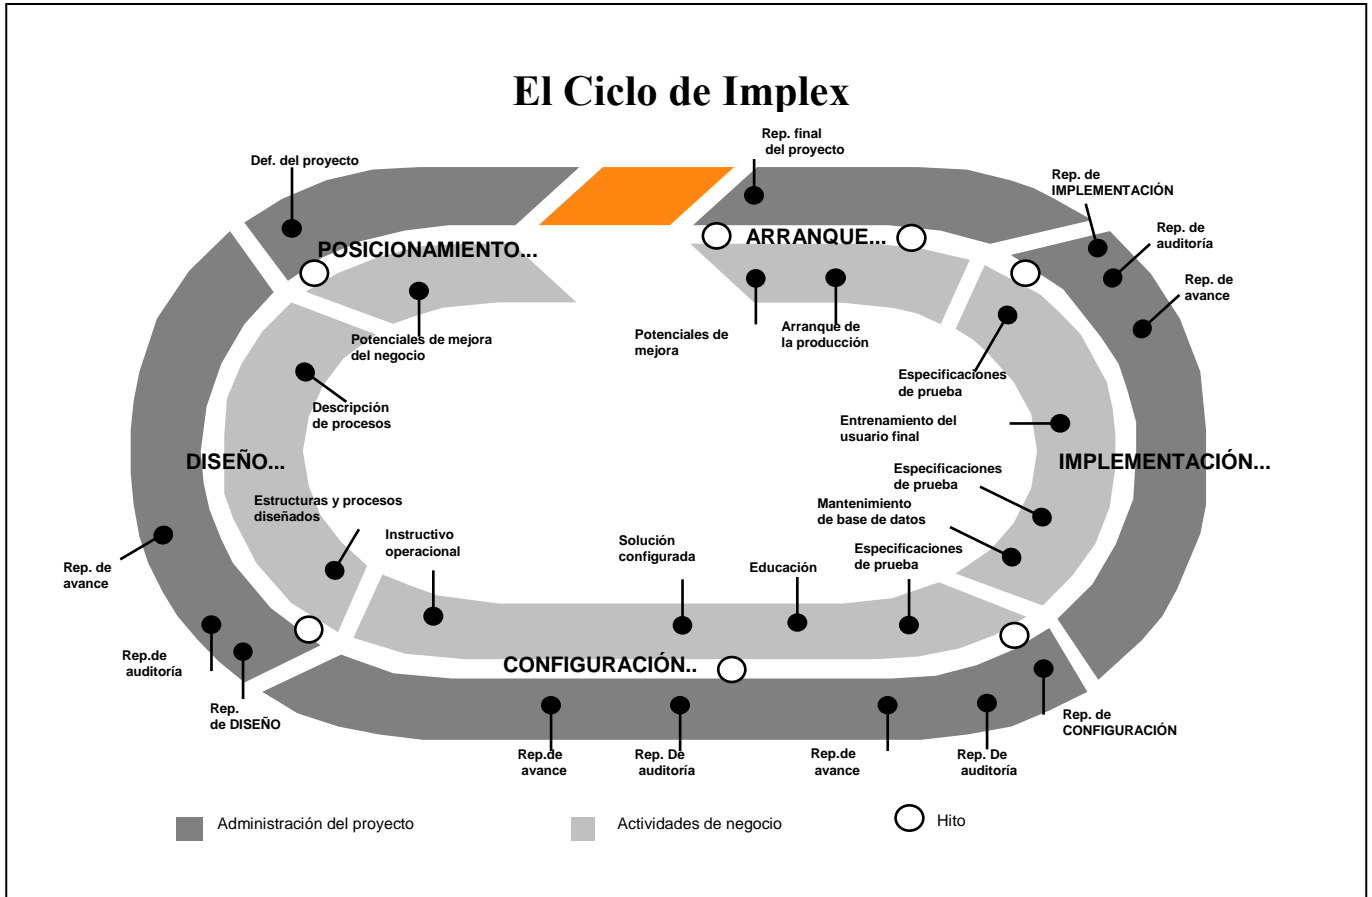 El Ciclo de Implex
Rep. final
del proyecto
Def. del proyecto
Rep. de
IMPLEMENTACIÓN
Rep. de
auditoría
Rep. de
avance
POSICIONAMIENTO...
ARRANQUE...
Potenciales de mejora
del negocio
Potenciales de
mejora
Arranque de
la producción
Especificaciones
de prueba
Descripción
de procesos
Entrenamiento del
usuario final
DISEÑO...
IMPLEMENTACIÓN...
Especificaciones
de prueba
Estructuras y procesos
diseñados
Mantenimiento
de base de datos
Instructivo
operacional
Solución
configurada
Educación
Especificaciones
de prueba
Rep. de
avance
Rep.de
auditoría
Rep.
de DISEÑO
CONFIGURACIÓN..
Rep. de
CONFIGURACIÓN
Rep.de
avance
Rep. De
auditoría
Rep.de
avance
Rep. De
auditoría
Administración del proyecto
Actividades de negocio
Hito